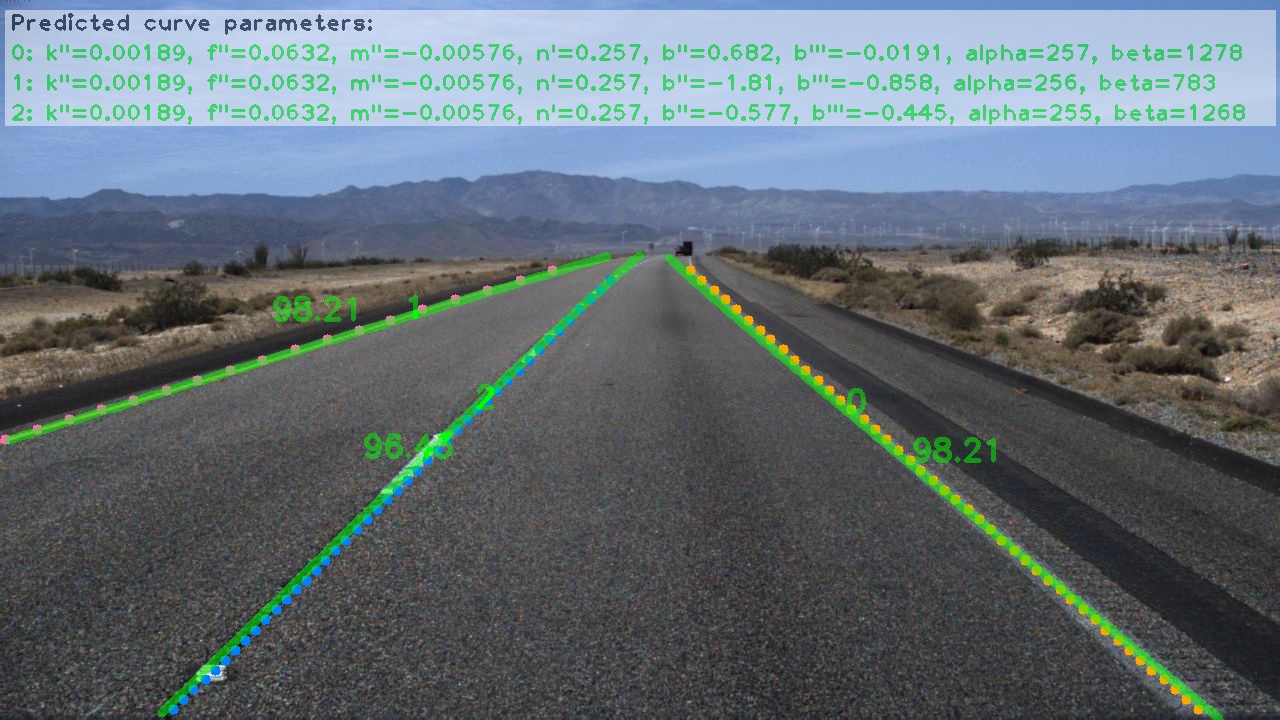 Predicted curve parameters:
0: k''=0.00189, f''=0.0632, m''=-0.00576, n'=0.257, b''=0.682, b'''=-0.0191, alpha=257, beta=1278
1: k''=0.00189, f''=0.0632, m''=-0.00576, n'=0.257, b''=-1.81, b'''=-0.858, alpha=256, beta=783
2: k''=0.00189, f''=0.0632, m''=-0.00576, n'=0.257, b''=-0.577, b'''=-0.445, alpha=255, beta=1268
98.21 1
2 0
98.21